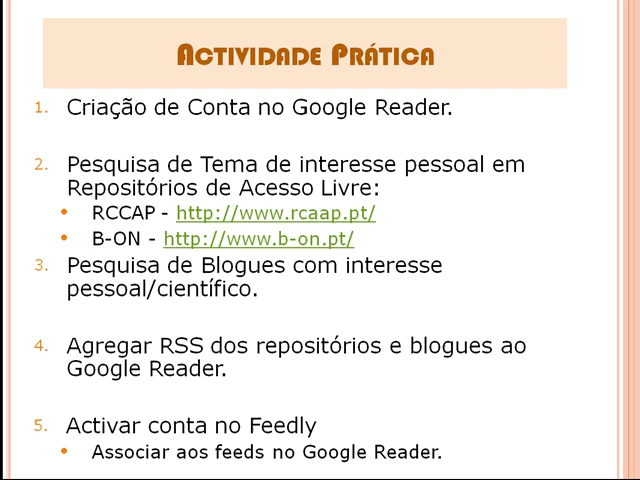 ACTIVIDADE PRÁTICA
1. Criação de Conta no Google Reader.
2. Pesquisa de Tema de interesse pessoal em
Repositórios de Acesso Livre:
• RCCAP - http://www.rcaap.pt/
• B-ON - http://www.b-on.pt/
3. Pesquisa de Blogues com interesse
pessoal/científico.
4. Agregar RSS dos repositórios e blogues ao
Google Reader.
5. Activar conta no Feedly
• Associar aos feeds no Google Reader.